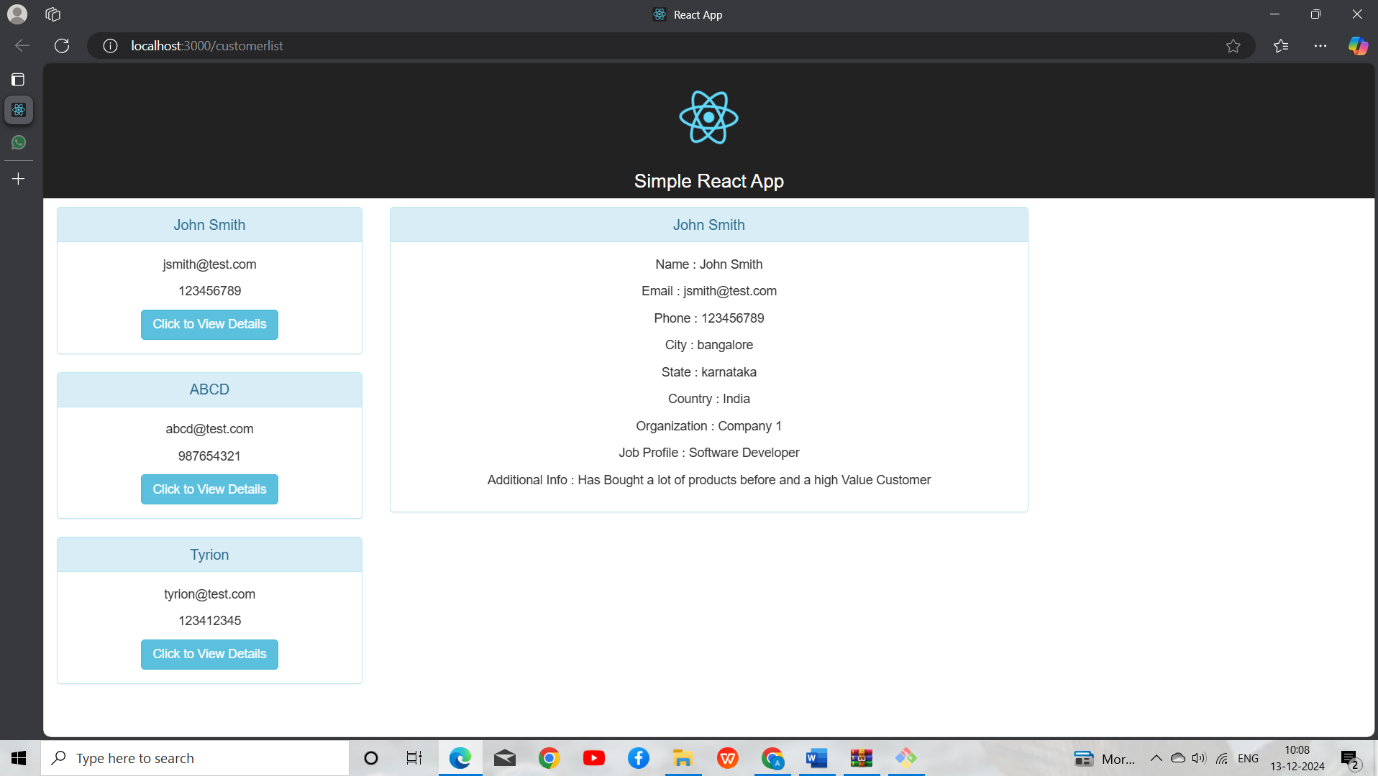 React App
localhost:3000/customerlist
Simple React App
John Smith
jsmith@test.com
123456789
Click to View Details
ABCD
abcd@test.com
987654321
Click to View Details
Tyrion
tyrion@test.com
123412345
Click to View Details
John Smith
Name : John Smith
Email : jsmith@test.com
Phone : 123456789
City : bangalore
State : karnataka
Country : India
Organization : Company 1
Job Profile : Software Developer
Additional Info : Has Bought a lot of products before and a high Value Customer
Type here to search
Mor...
ENG
10:08
13-12-2024
2